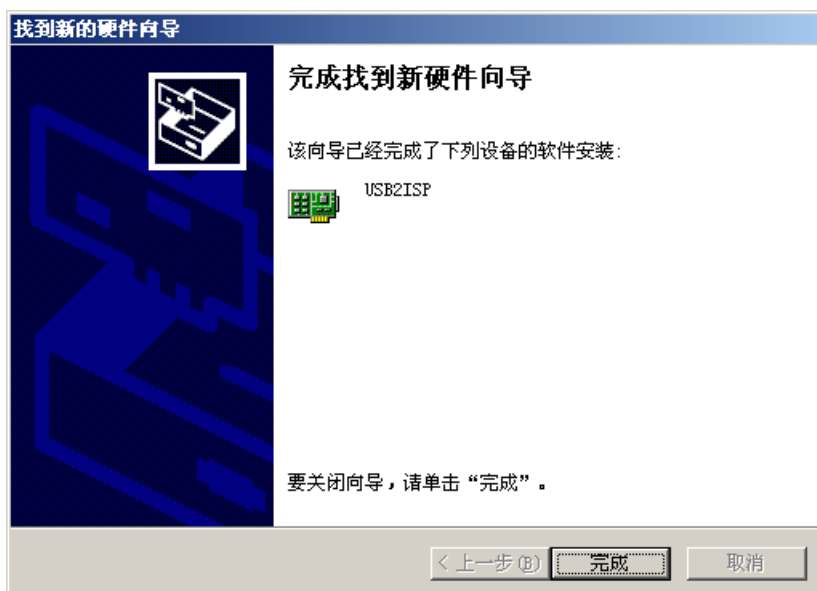 找到新的硬件向导
完成找到新硬件向导
该向导已经完成了下列设备的软件安装:
USB2ISP
要关闭向导，请单击“完成”。
< 上一步(B)
完成
取消